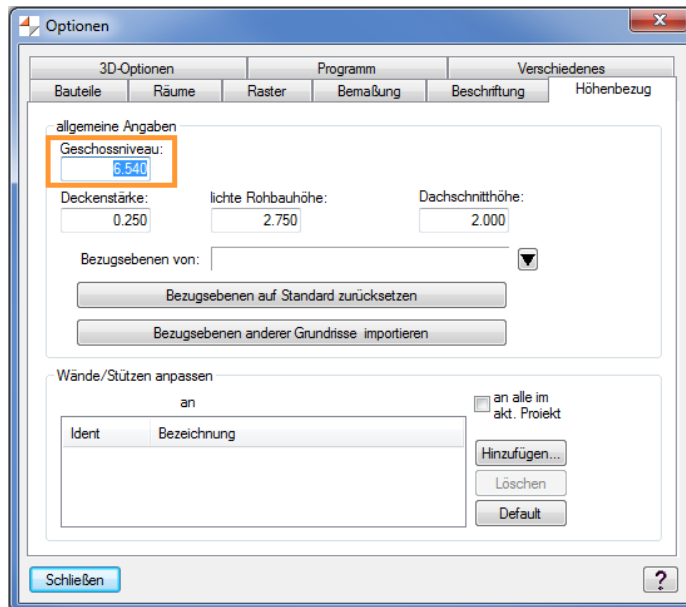 Optionen
3D-Optionen Programm Verschiedenes
Bauteile Räume Raster Bemaßung Beschriftung Höhenbezug
allgemeine Angaben
Geschossniveau:
6.540
Deckenstärke: lichte Rohbauhöhe: Dachschnitthöhe:
0.250 2.750 2.000
Bezugsebenen von:
Bezugsebenen auf Standard zurücksetzen
Bezugsebenen anderer Grundrisse importieren
Wände/Stützen anpassen
an
an alle im
akt. Projekt
Ident Bezeichnung
Hinzufügen...
Löschen
Default
Schließen
?